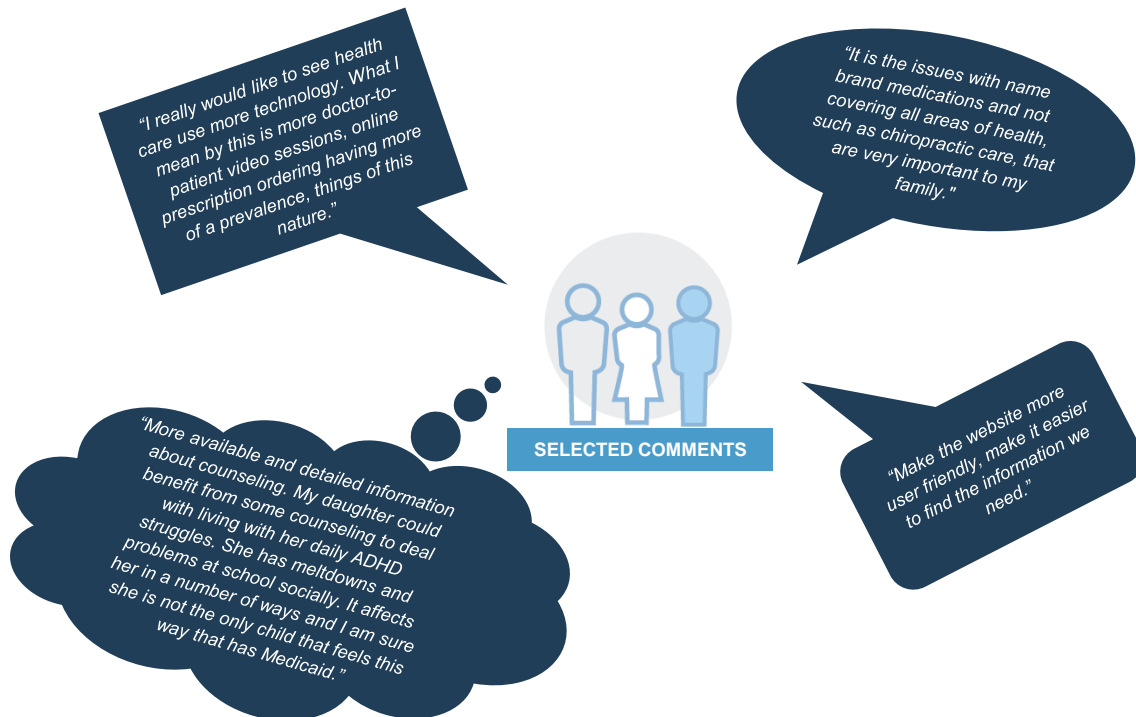 “I really would like to see health
care use more technology. What I
mean by this is more doctor-to-
patient video sessions, online
prescription ordering having more
of a prevalence, things of this
nature.”
“It is the issues with name
brand medications and not
covering all areas of health,
such as chiropractic care, that
are very important to my
family."
SELECTED COMMENTS
“More available and detailed information
about counseling. My daughter could
benefit from some counseling to deal
with living with her daily ADHD
struggles. She has meltdowns and
problems at school socially. It affects
her in a number of ways and I am sure
she is not the only child that feels this
way that has Medicaid.”
“Make the website more
user friendly, make it easier
to find the information we
need.”